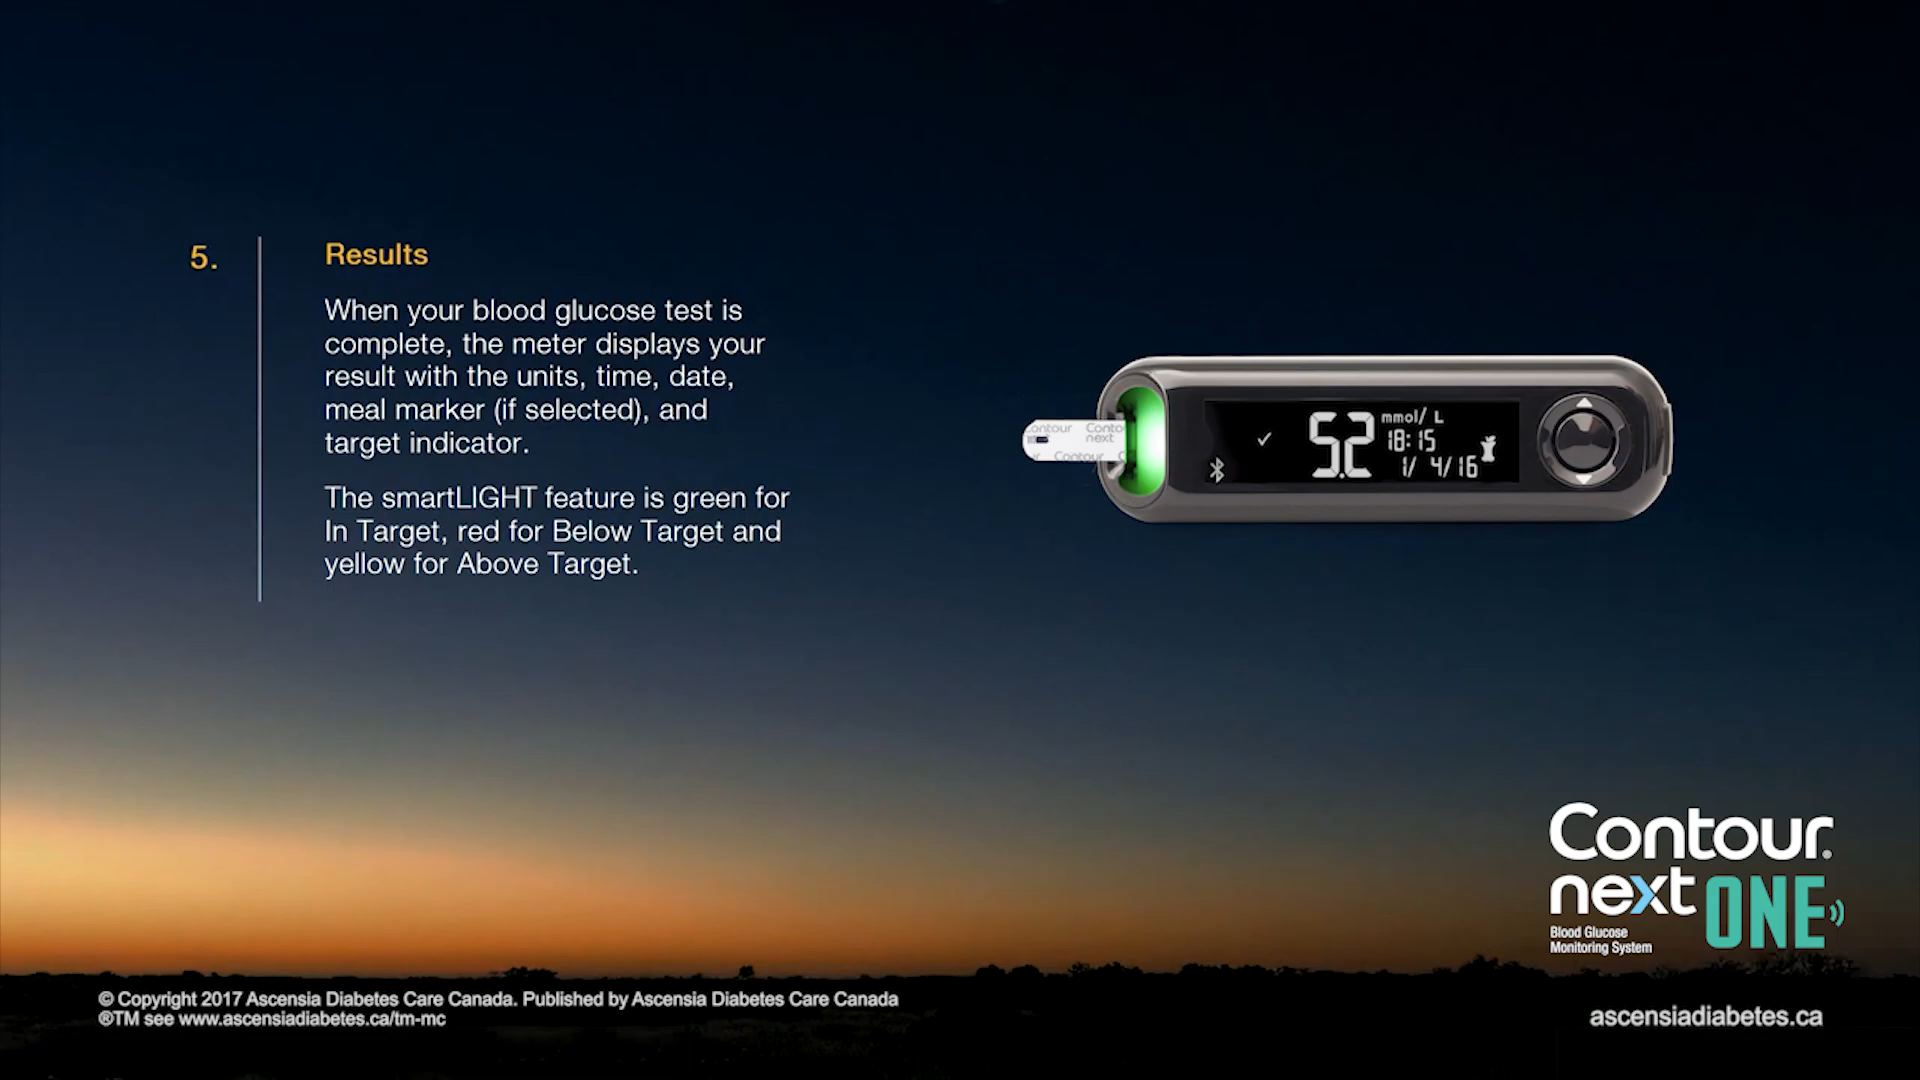 5.
Results
When your blood glucose test is
complete, the meter displays your
result with the units, time, date,
meal marker (if selected), and
target indicator.
The smartLIGHT feature is green for
In Target, red for Below Target and
yellow for Above Target.
Contour Conto
next
Contour
5.2
mmol/ L
18:15
1/ 4/16
Contour®
next ONE
Blood Glucose
Monitoring System
© Copyright 2017 Ascensia Diabetes Care Canada. Published by Ascensia Diabetes Care Canada
®TM see www.ascensiadiabetes.ca/tm-mc
ascensiadiabetes.ca